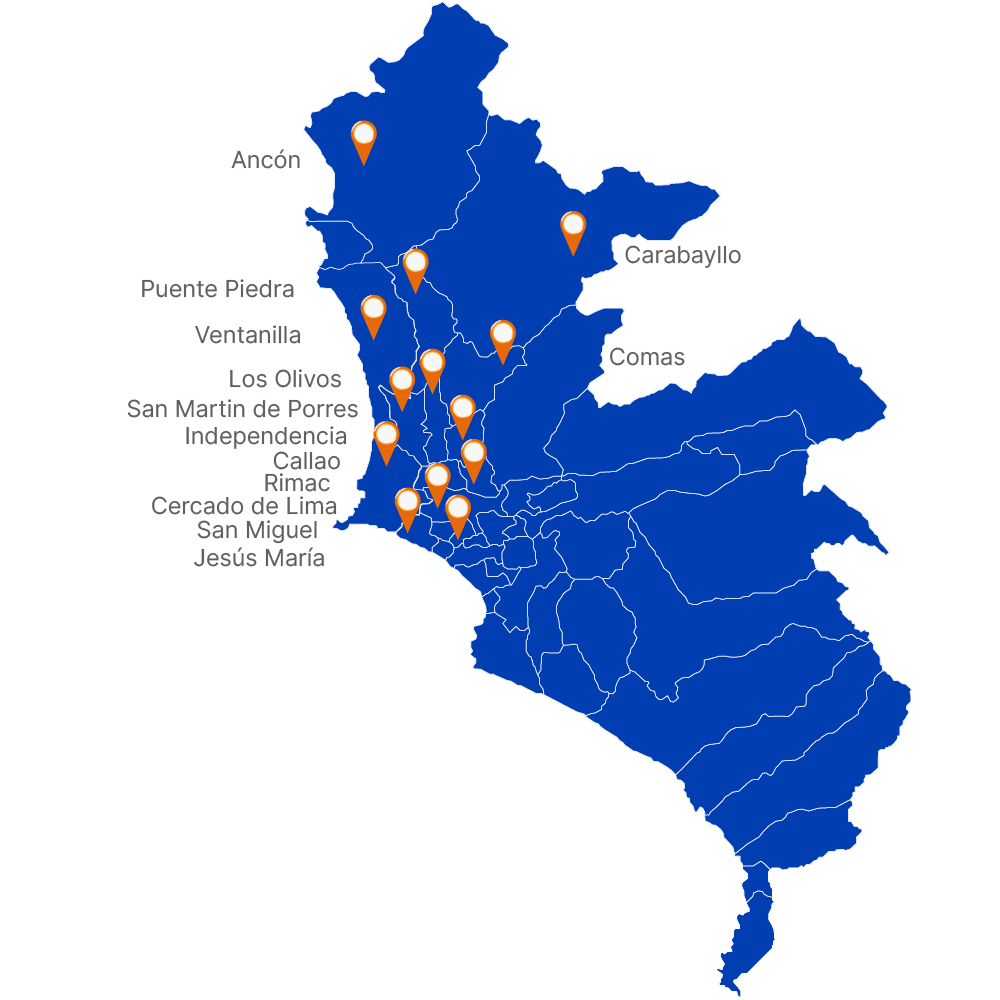 Ancón
Carabayllo
Puente Piedra
Ventanilla
Comas
Los Olivos
San Martin de Porres
Independencia
Callao
Rimac
Cercado de Lima
San Miguel
Jesús María